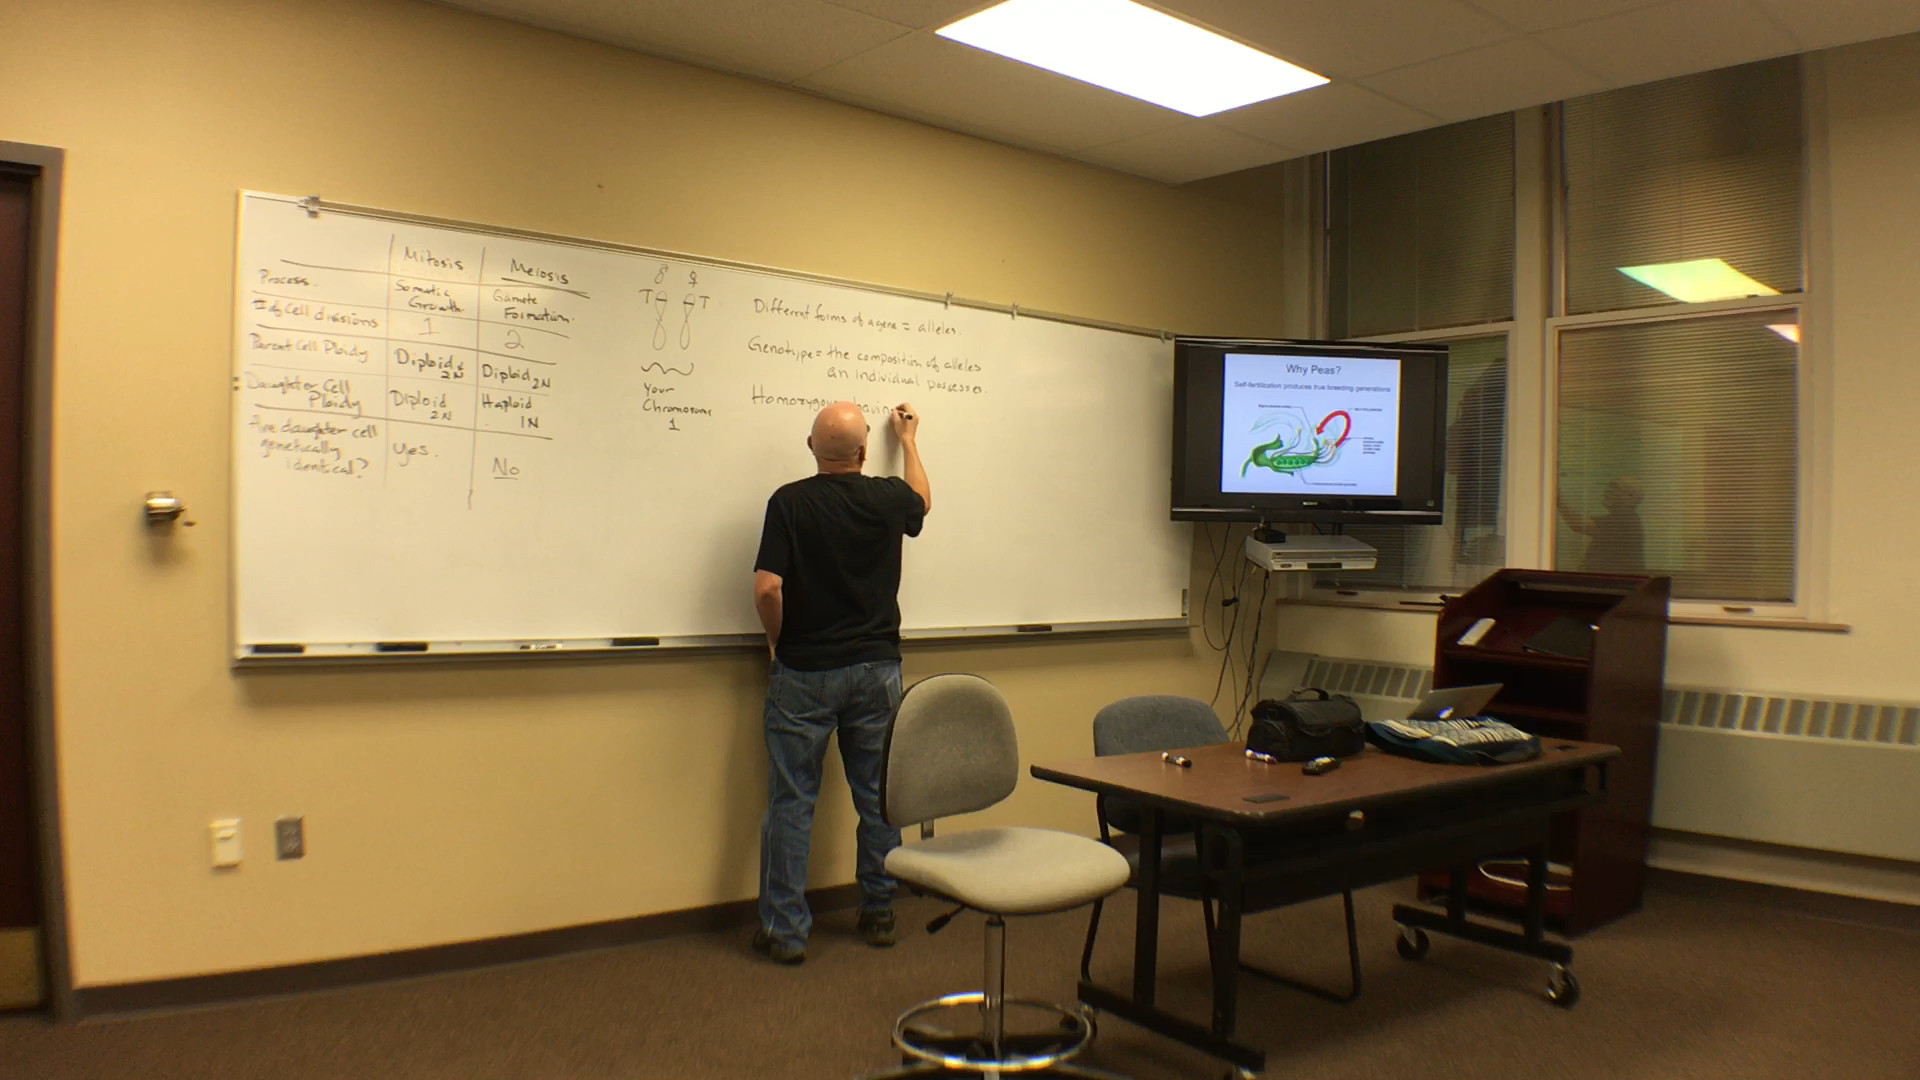 Mitosis
Meiosis
Process.
Somatic
Growth.
Gamete
Formation.
# of Cell divisions
1
2
Parent Cell Ploidy
Diploid
2N
Diploid 2N
Daughter Cell
Ploidy
Diploid
2N
Haploid
1N
Are daughter cell
genetically
identical?
Yes.
No
♂ ♀
T T
Your
Chromosome
1
Different forms of a gene = alleles.
Genotype = the composition of alleles
an individual possesses.
Homozygous having
Why Peas?
Self-fertilization produces true breeding generations